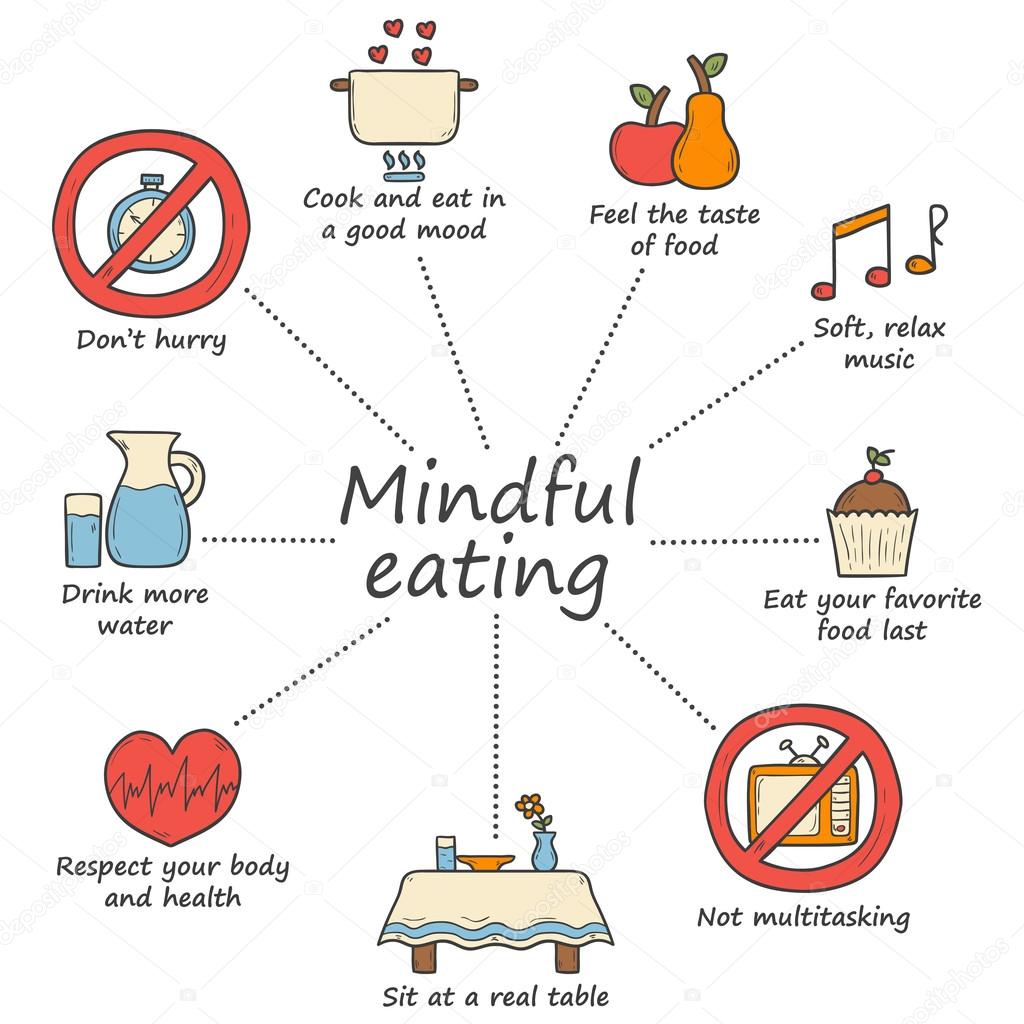 Cook and eat in
a good mood
Feel the taste
of food
Don't hurry
Soft, relax
music
Mindful
eating
Drink more
water
Eat your favorite
food last
Respect your body
and health
Not multitasking
Sit at a real table
depositphotos